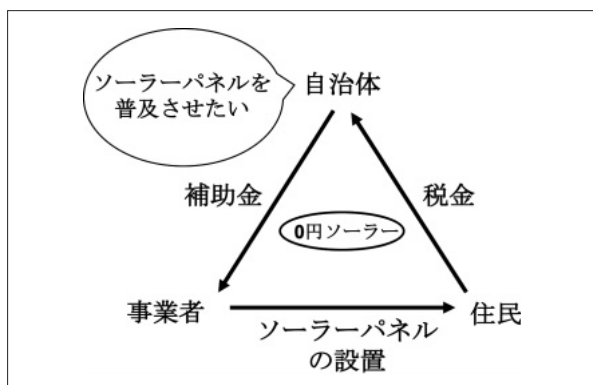 ソーラーパネルを
普及させたい
自治体
補助金
税金
0円ソーラー
事業者
住民
ソーラーパネル
の設置